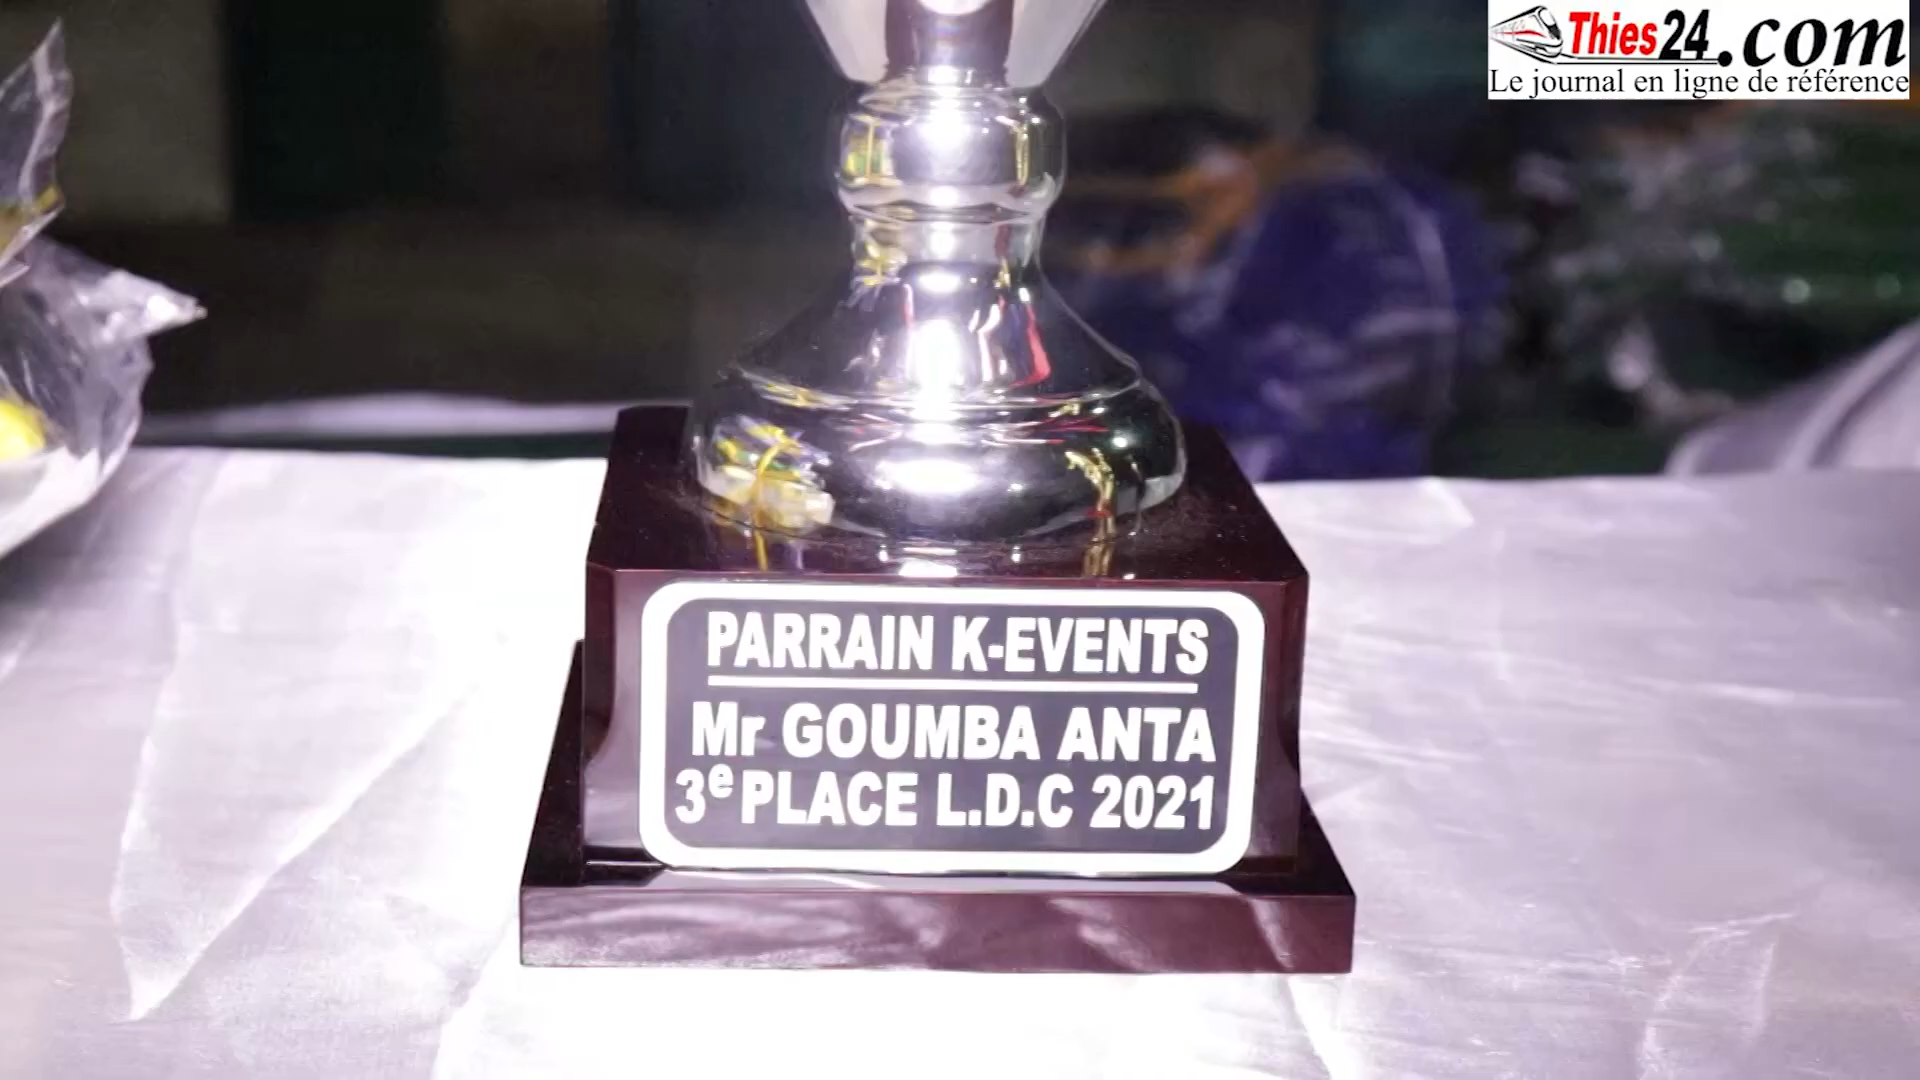 Thies24.com
Le journal en ligne de référence
PARRAIN K-EVENTS
Mr GOUMBA ANTA
3e PLACE L.D.C 2021